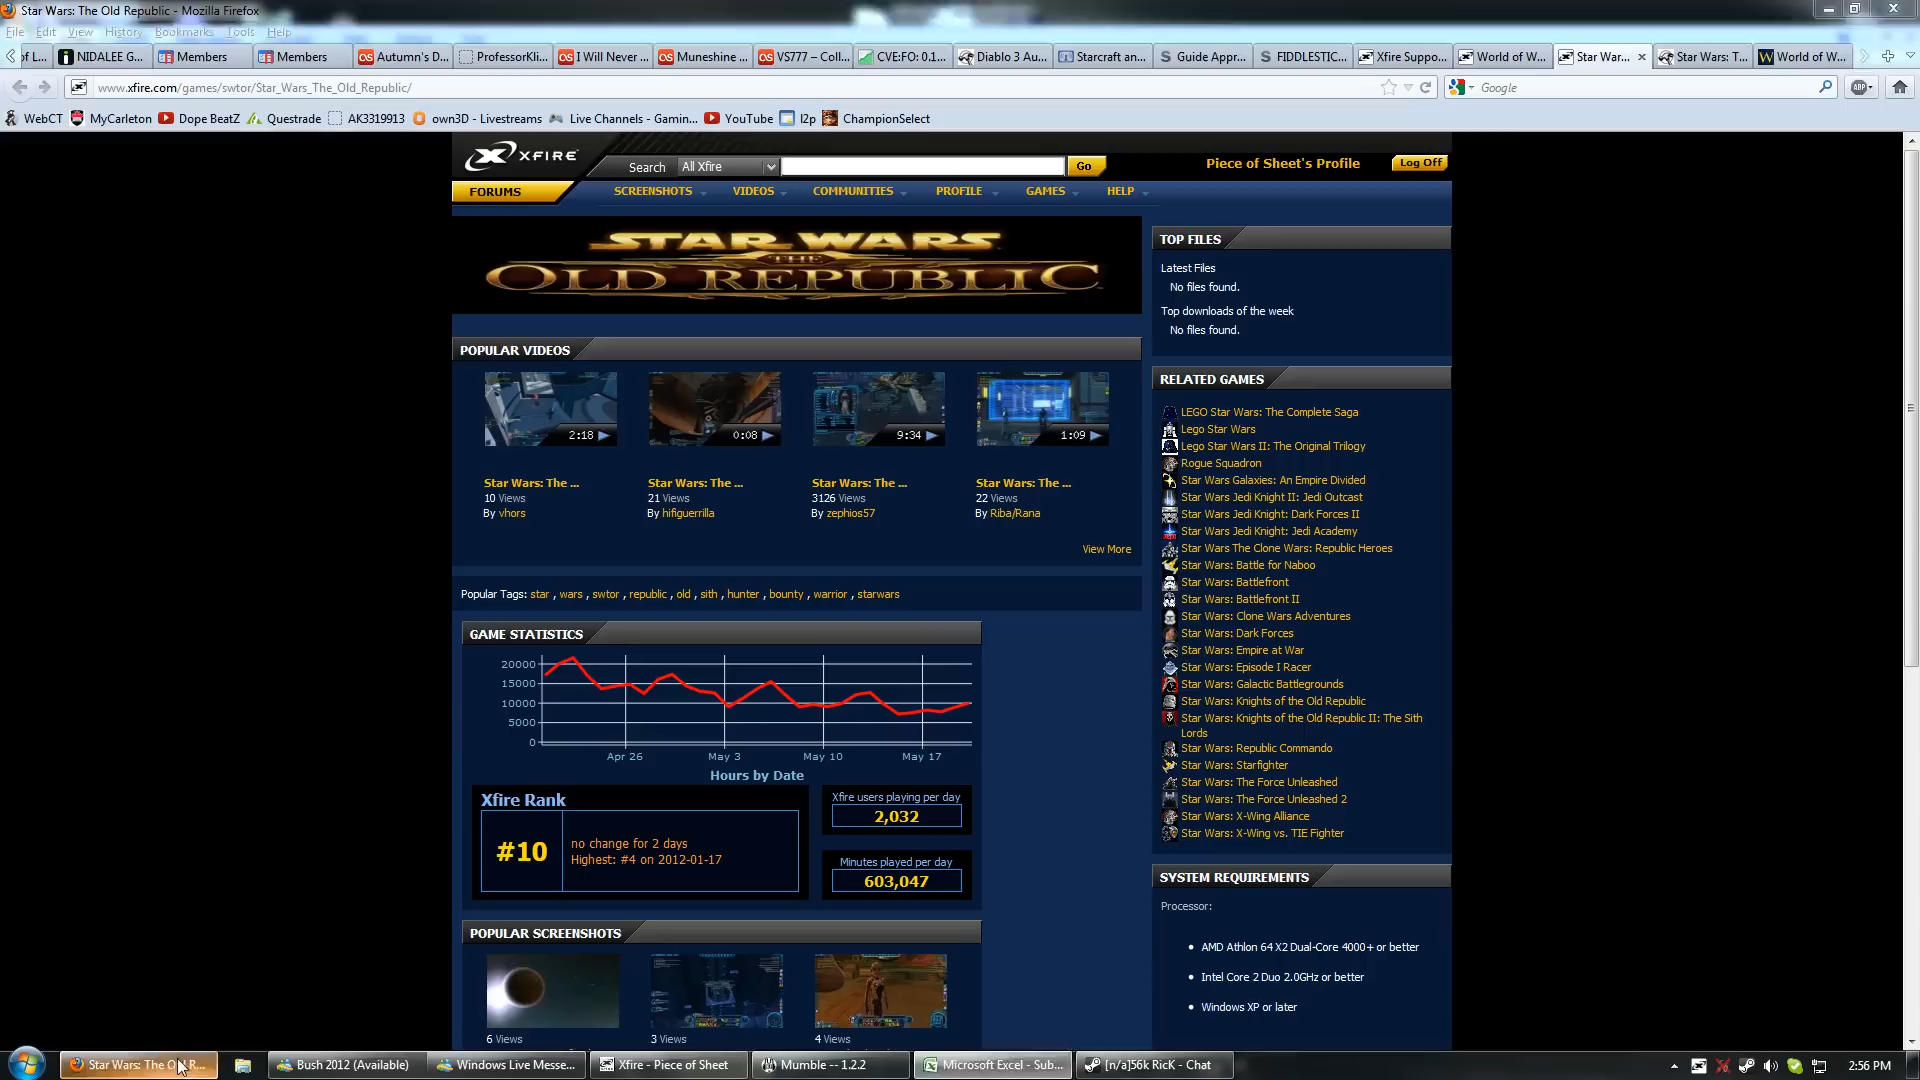 Star Wars: The Old Republic - Mozilla Firefox
File Edit View History Bookmarks Tools Help
of L... NIDALEE G... Members Members Autumn's D... ProfessorKli... I Will Never ... Muneshine ... VS777 – Coll... CVE:FO: 0.1... Diablo 3 Au... Starcraft an... Guide Appr... FIDDLESTIC... Xfire Suppo... World of W... Star War... Star Wars: T... World of W...
www.xfire.com/games/swtor/Star_Wars_The_Old_Republic/
Google
ABP
WebCT MyCarleton Dope BeatZ Questrade AK3319913 own3D - Livestreams Live Channels - Gamin... YouTube I2p ChampionSelect
XFIRE
Search All Xfire Go
Piece of Sheet's Profile Log Off
FORUMS SCREENSHOTS VIDEOS COMMUNITIES PROFILE GAMES HELP
STAR WARS
THE
OLD REPUBLIC
POPULAR VIDEOS
2:18 0:08 9:34 1:09
Star Wars: The ... Star Wars: The ... Star Wars: The ... Star Wars: The ...
10 Views 21 Views 3126 Views 22 Views
By vhors By hifiguerrilla By zephios57 By Riba/Rana
View More
Popular Tags: star , wars , swtor , republic , old , sith , hunter , bounty , warrior , starwars
GAME STATISTICS
20000
15000
10000
5000
0
Apr 26 May 3 May 10 May 17
Hours by Date
Xfire Rank
#10
no change for 2 days
Highest: #4 on 2012-01-17
Xfire users playing per day
2,032
Minutes played per day
603,047
POPULAR SCREENSHOTS
6 Views 3 Views 4 Views
TOP FILES
Latest Files
No files found.
Top downloads of the week
No files found.
RELATED GAMES
LEGO Star Wars: The Complete Saga
Lego Star Wars
Lego Star Wars II: The Original Trilogy
Rogue Squadron
Star Wars Galaxies: An Empire Divided
Star Wars Jedi Knight II: Jedi Outcast
Star Wars Jedi Knight: Dark Forces II
Star Wars Jedi Knight: Jedi Academy
Star Wars The Clone Wars: Republic Heroes
Star Wars: Battle for Naboo
Star Wars: Battlefront
Star Wars: Battlefront II
Star Wars: Clone Wars Adventures
Star Wars: Dark Forces
Star Wars: Empire at War
Star Wars: Episode I Racer
Star Wars: Galactic Battlegrounds
Star Wars: Knights of the Old Republic
Star Wars: Knights of the Old Republic II: The Sith
Lords
Star Wars: Republic Commando
Star Wars: Starfighter
Star Wars: The Force Unleashed
Star Wars: The Force Unleashed 2
Star Wars: X-Wing Alliance
Star Wars: X-Wing vs. TIE Fighter
SYSTEM REQUIREMENTS
Processor:
• AMD Athlon 64 X2 Dual-Core 4000+ or better
• Intel Core 2 Duo 2.0GHz or better
• Windows XP or later
Star Wars: The Old R... Bush 2012 (Available) Windows Live Messe... Xfire - Piece of Sheet Mumble -- 1.2.2 Microsoft Excel - Sub... [n/a]56k RicK - Chat 2:56 PM